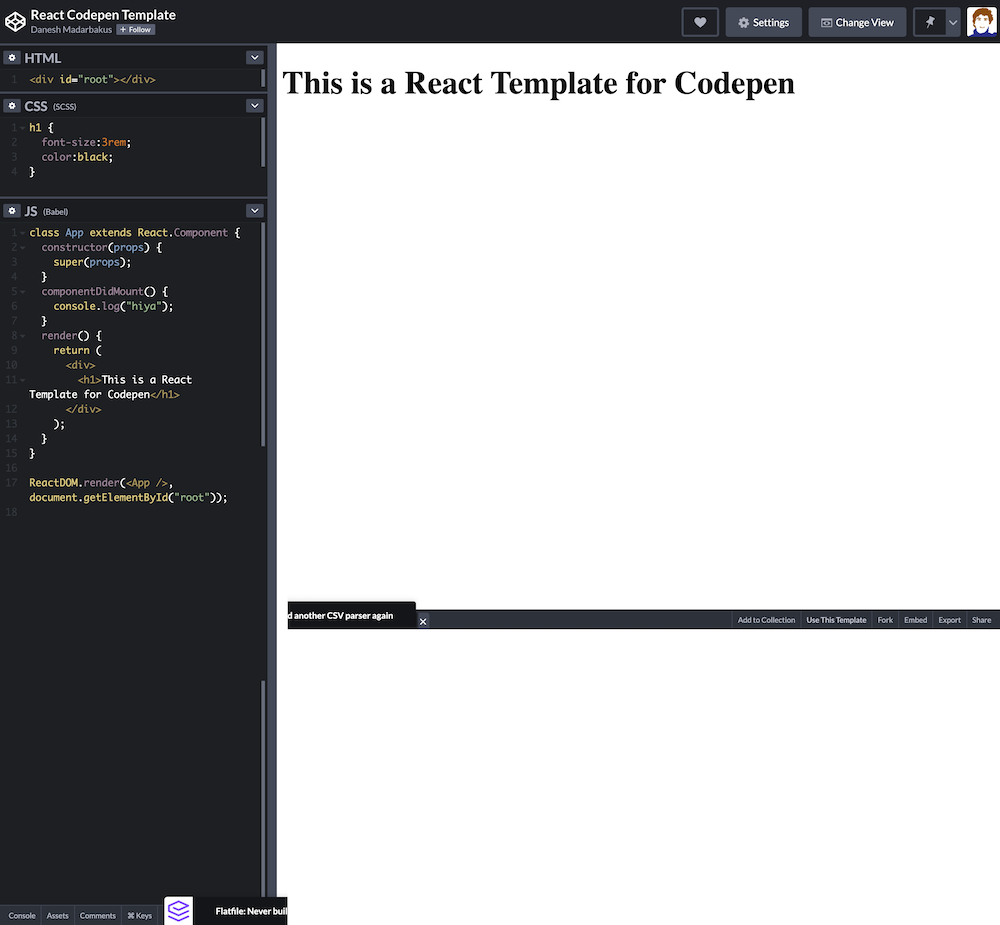 React Codepen Template
Danesh Madarbakus + Follow
Settings
Change View
HTML
1 <div id="root"></div>
CSS (SCSS)
1 h1 {
2 font-size:3rem;
3 color:black;
4 }
JS (Babel)
1 class App extends React.Component {
2 constructor(props) {
3 super(props);
4 }
5 componentDidMount() {
6 console.log("hiya");
7 }
8 render() {
9 return (
10 <div>
11 <h1>This is a React
Template for Codepen</h1>
12 </div>
13 );
14 }
15 }
16
17 ReactDOM.render(<App />,
document.getElementById("root"));
18
This is a React Template for Codepen
d another CSV parser again
Add to Collection Use This Template Fork Embed Export Share
Console Assets Comments ⌘ Keys
Flatfile: Never buil